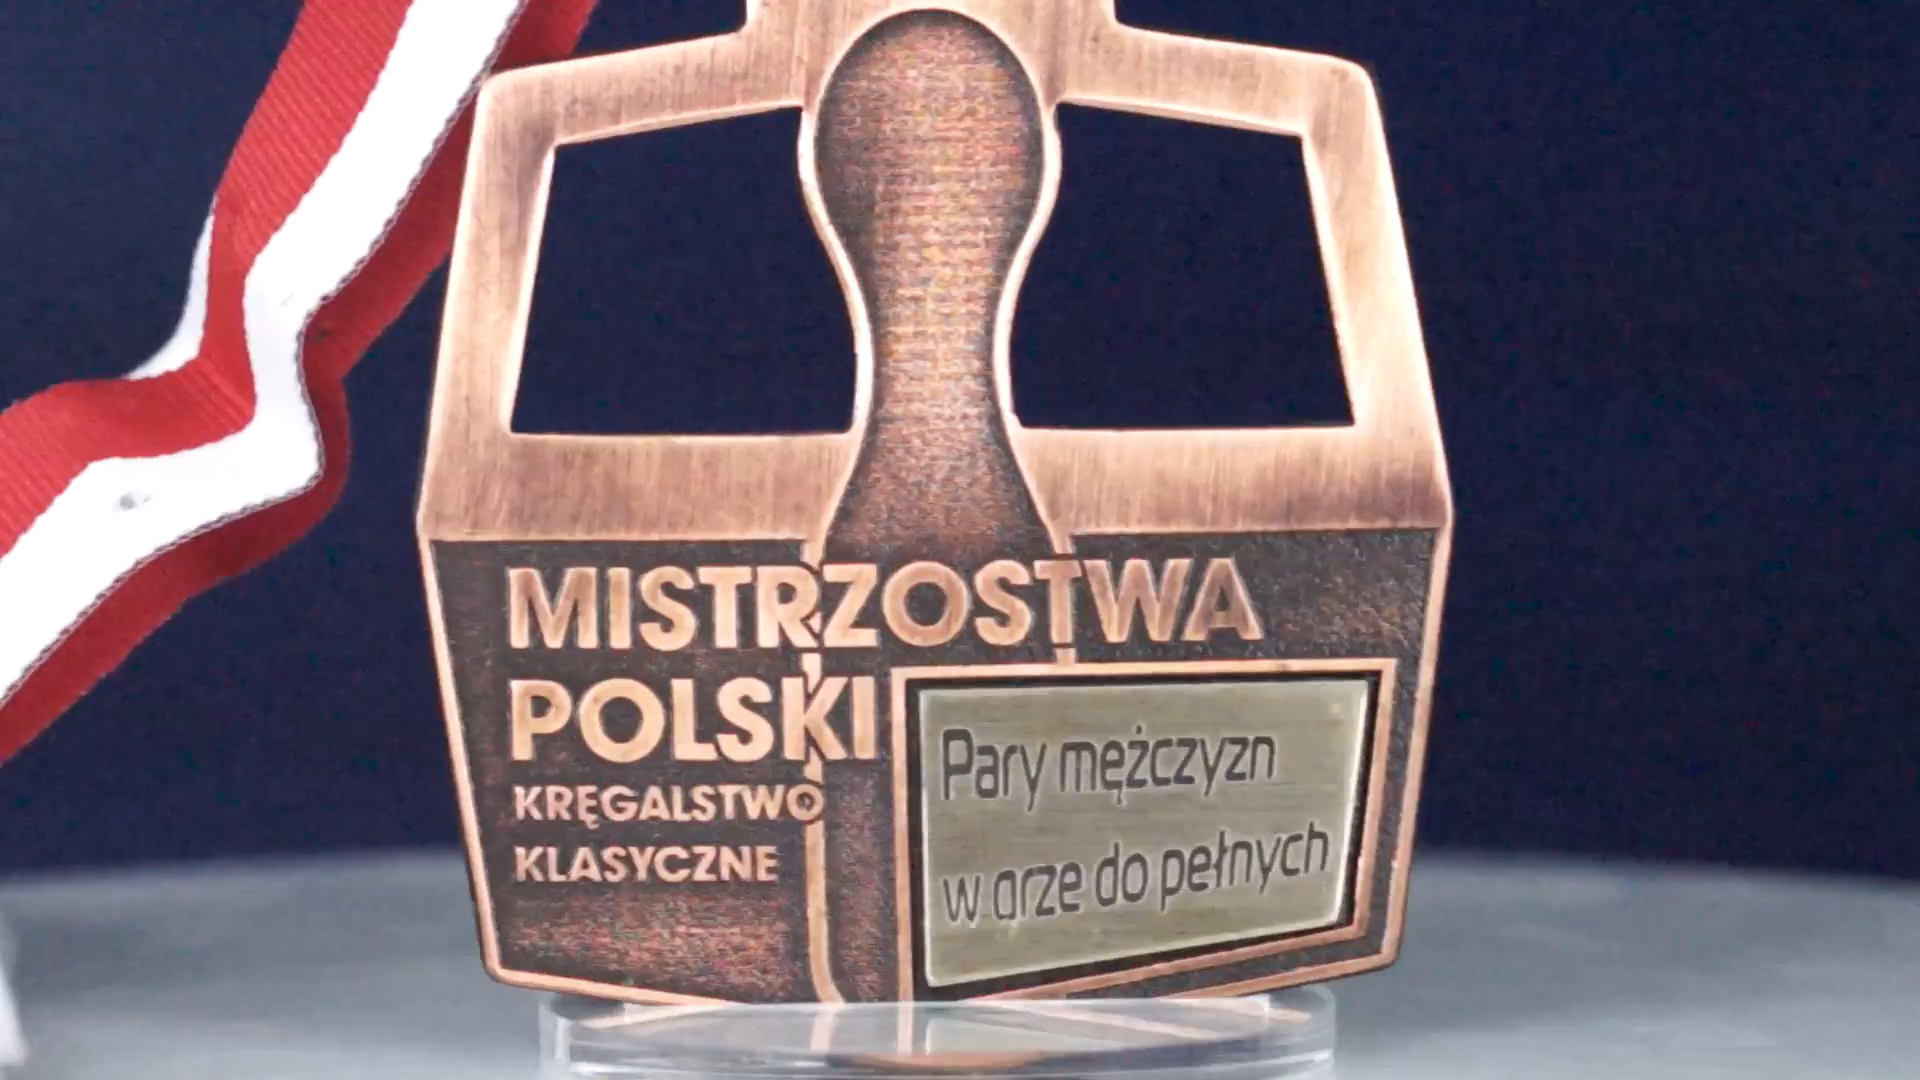 MISTRZOSTWA
POLSKI
KRĘGALSTWO
KLASYCZNE
Pary mężczyzn
w grze do pełnych